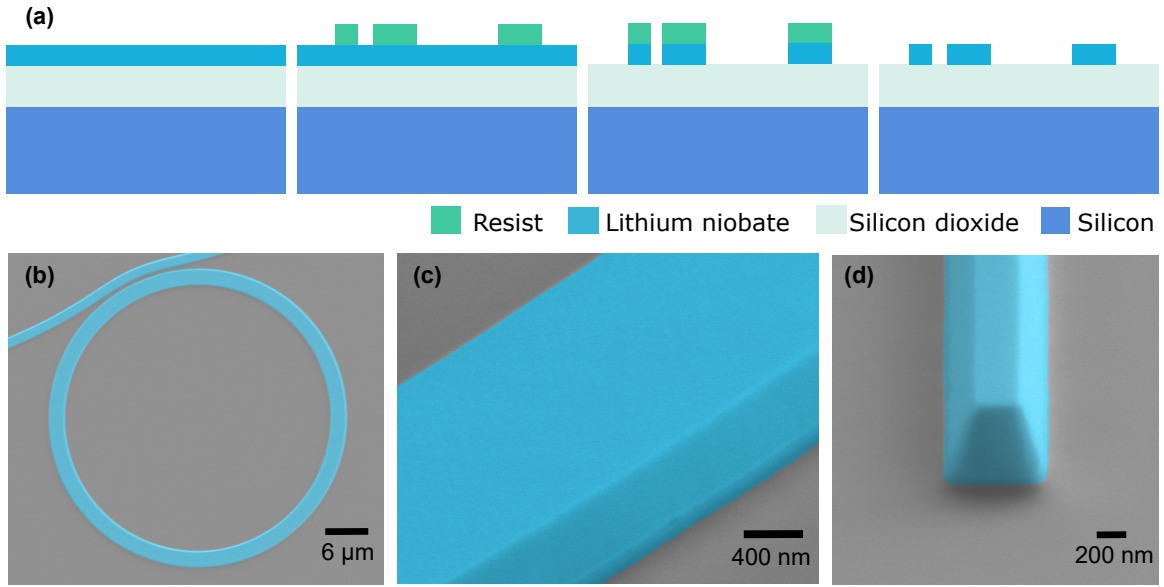 (a)
Resist Lithium niobate Silicon dioxide Silicon
(b) (c) (d)
6 μm 400 nm 200 nm